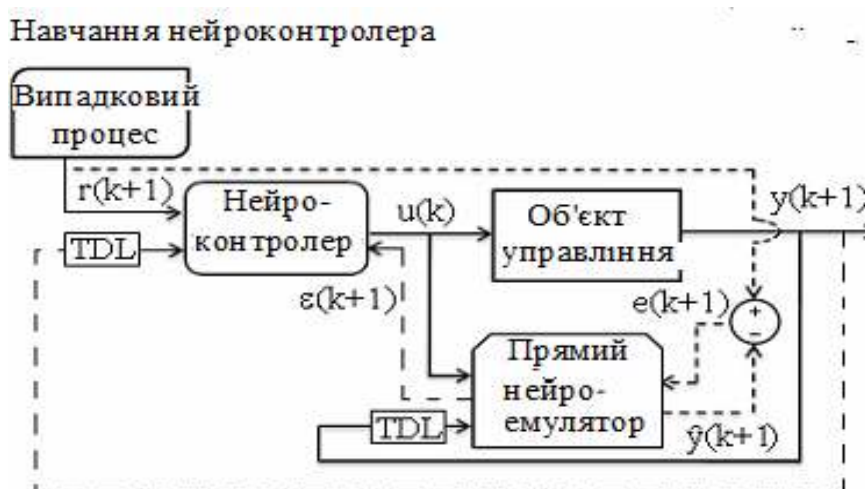 Навчання нейроконтролера
Випадковий
процес
r(k+1)
Нейро-
контролер
u(k)
Об'єкт
управління
y(k+1)
TDL
ε(k+1)
e(k+1)
+
-
Прямий
нейро-
емулятор
TDL
ŷ(k+1)